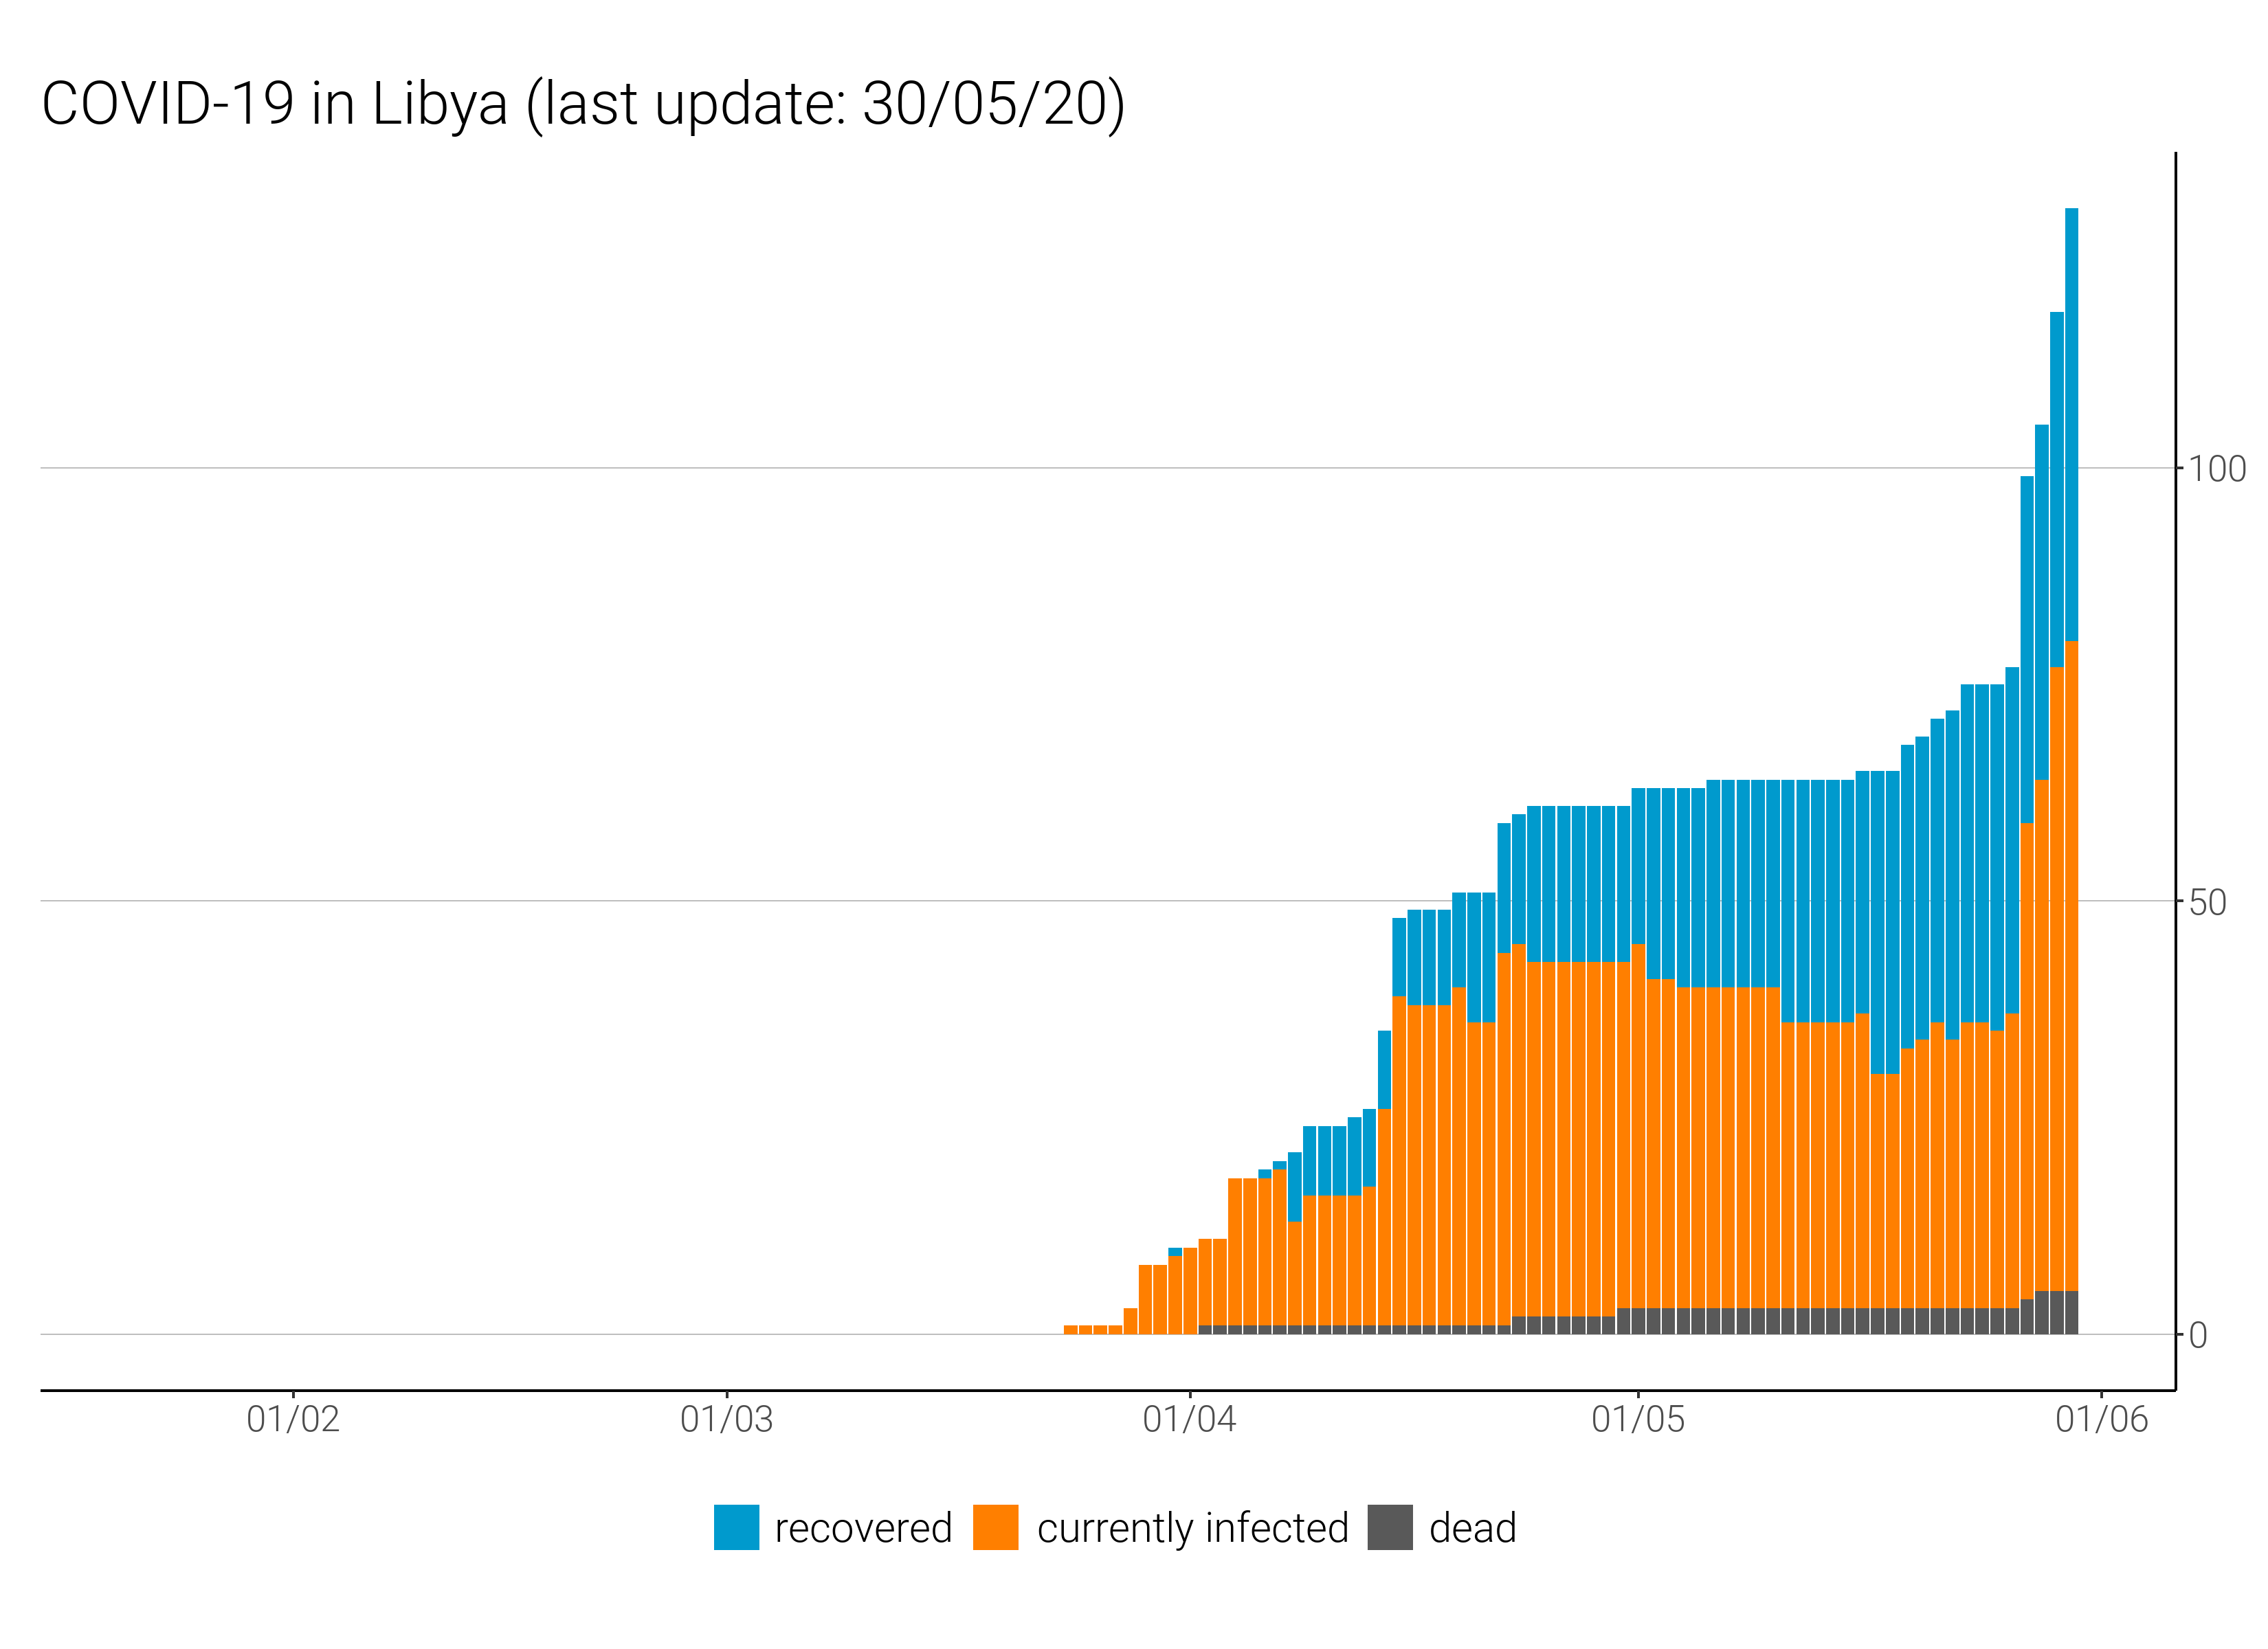 COVID-19 in Libya (last update: 30/05/20)
100
50
0
01/02 01/03 01/04 01/05 01/06
recovered currently infected dead